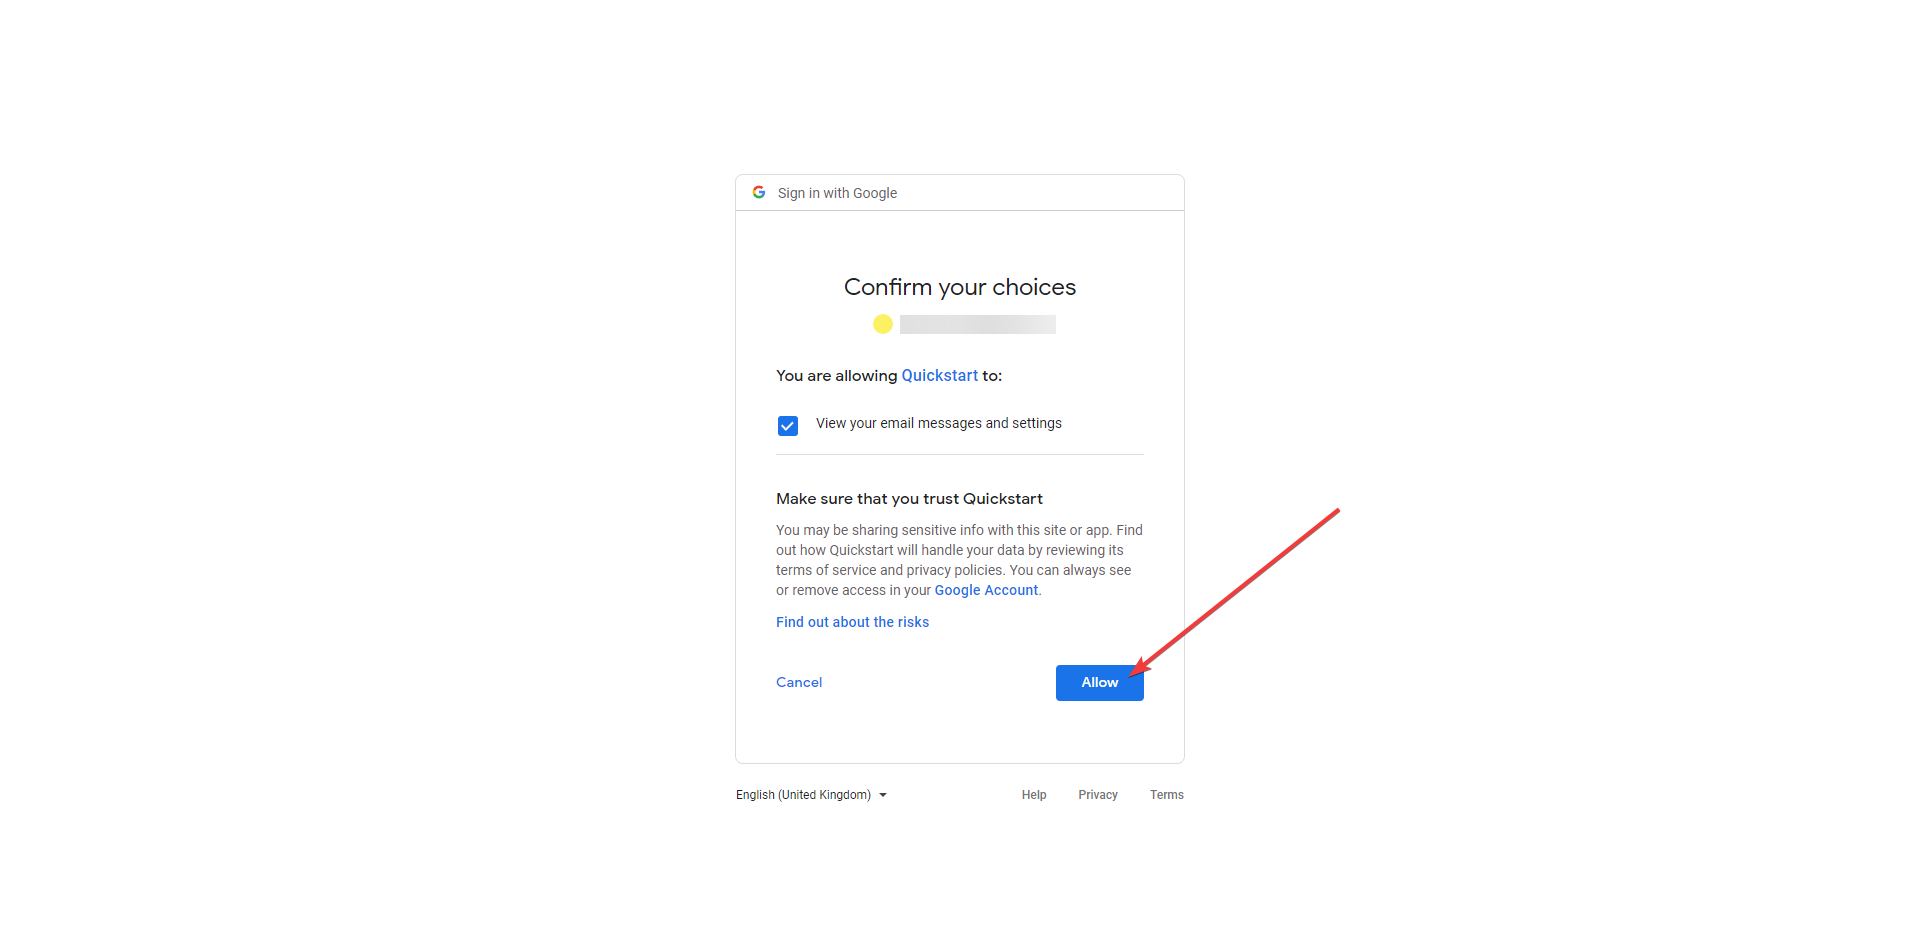 Sign in with Google
Confirm your choices
You are allowing Quickstart to:
View your email messages and settings
Make sure that you trust Quickstart
You may be sharing sensitive info with this site or app. Find
out how Quickstart will handle your data by reviewing its
terms of service and privacy policies. You can always see
or remove access in your Google Account.
Find out about the risks
Cancel
Allow
English (United Kingdom)
Help
Privacy
Terms